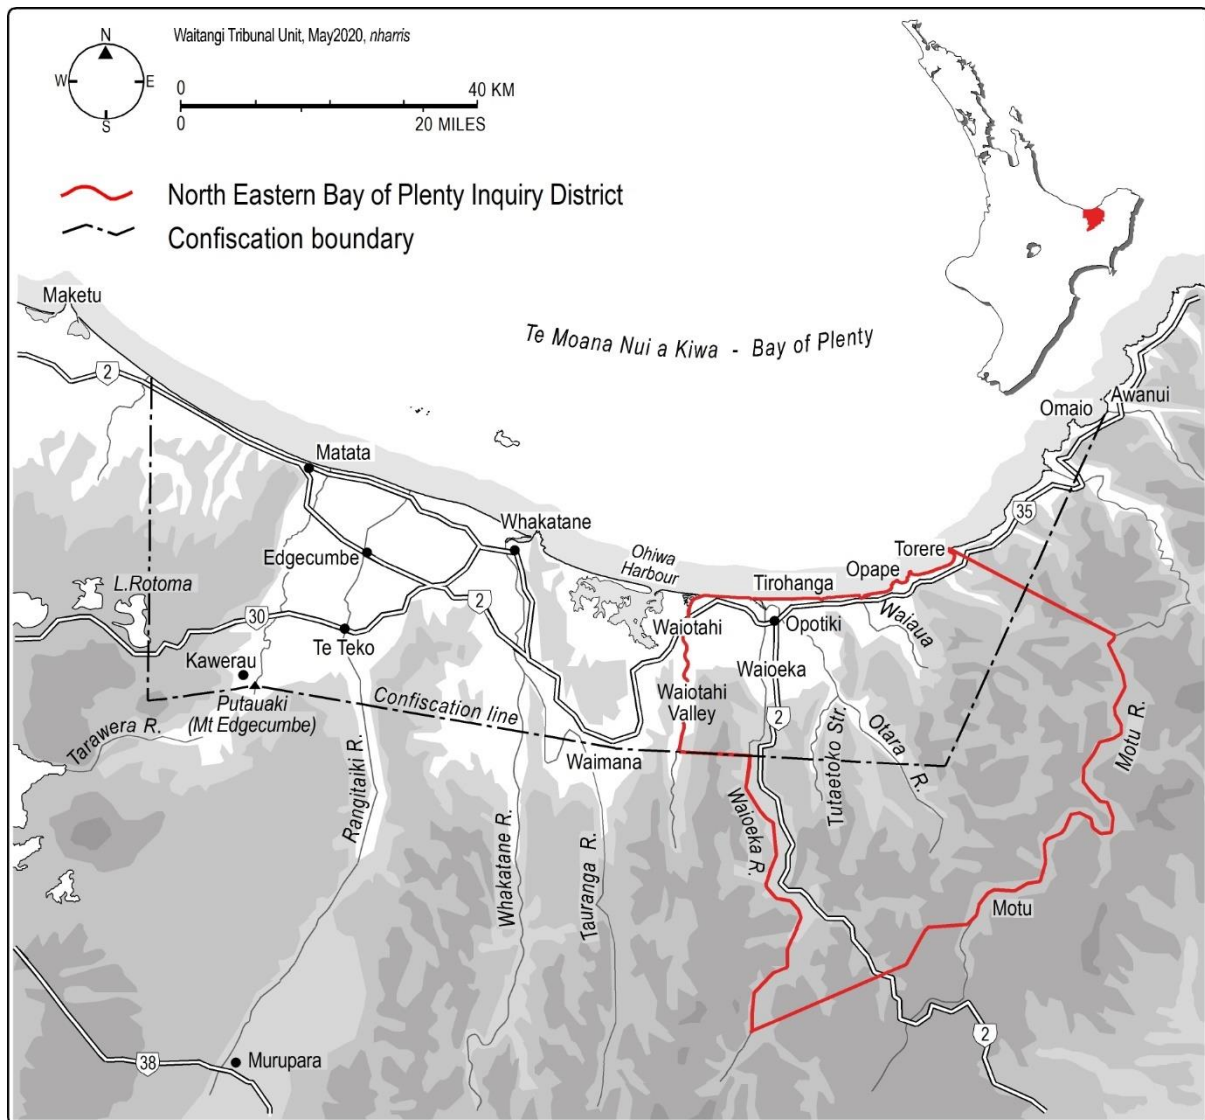 Waitangi Tribunal Unit, May2020, nharris
N
W
E
S
0
40 KM
0
20 MILES
North Eastern Bay of Plenty Inquiry District
Confiscation boundary
Maketu
Te Moana Nui a Kiwa - Bay of Plenty
2
Awanui
Omaio
Matata
35
Whakatane
Torere
Edgecumbe
Ohiwa
Harbour
Opape
Tirohanga
L.Rotoma
30
2
Waiaua
Te Teko
Waiotahi
Opotiki
Kawerau
Waioeka
Putauaki
(Mt Edgecumbe)
Confiscation line
Waiotahi
Valley
2
Tarawera R.
Waimana
Otara R.
Tutaetoko Str.
Motu R.
Rangitaiki R.
Whakatane R.
Tauranga R.
Waioeka R.
Motu
2
38
Murupara